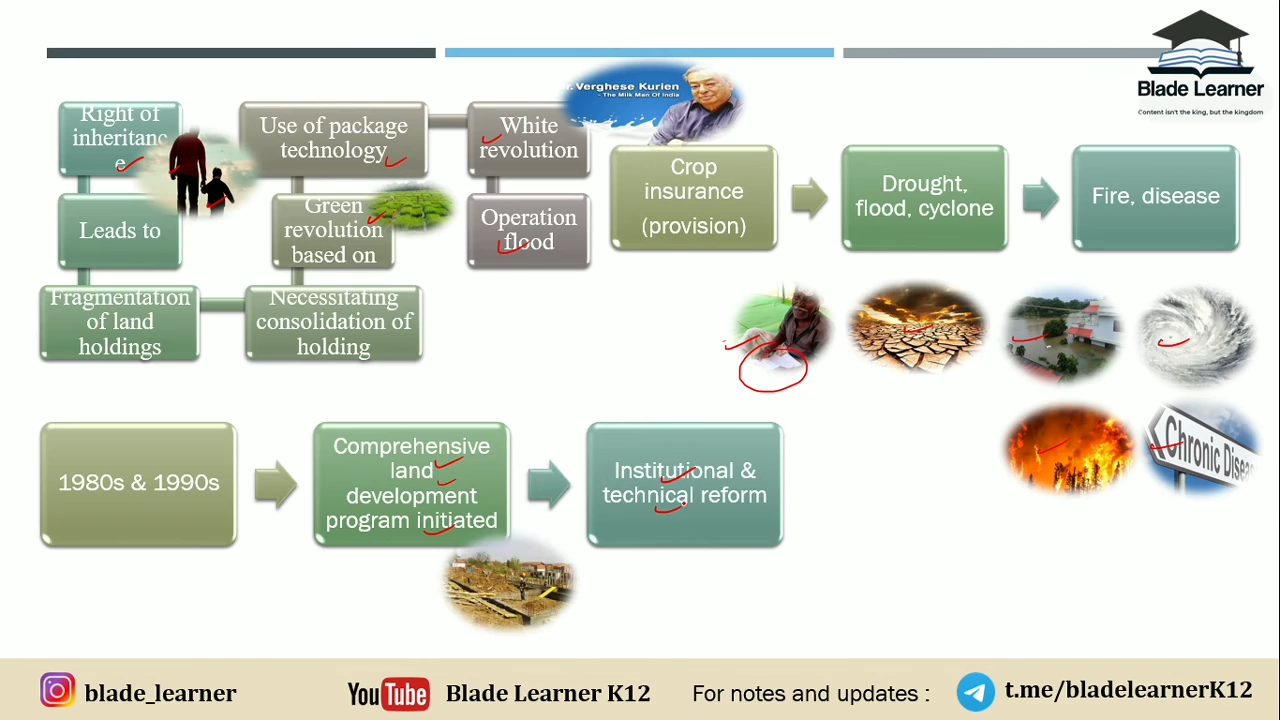 Blade Learner
Content isn't the king, but the kingdom
Right of
inheritanc
e
Leads to
Fragmentation
of land
holdings
Necessitating
consolidation of
holding
Green
revolution
based on
Use of package
technology
White
revolution
Operation
flood
r. Verghese Kurien
- The Milk Man Of India
Crop
insurance
(provision)
Drought,
flood, cyclone
Fire, disease
Chronic Disea
1980s & 1990s
Comprehensive
land
development
program initiated
Institutional &
technical reform
blade_learner
YouTube
Blade Learner K12
For notes and updates :
t.me/bladelearnerK12